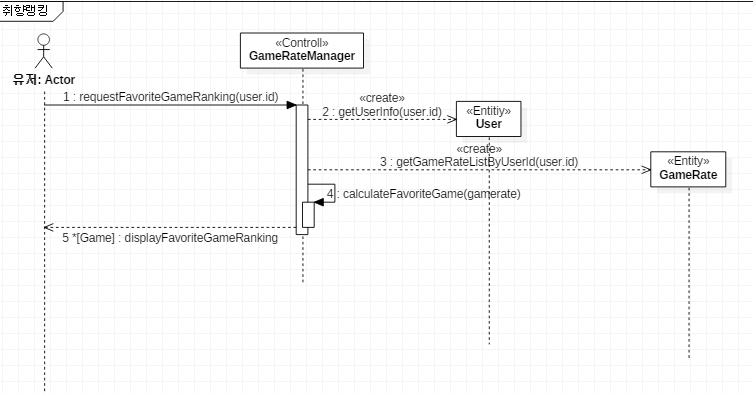 취향랭킹
«Controll»
GameRateManager
유저: Actor
1 : requestFavoriteGameRanking(user.id)
«create»
2 : getUserInfo(user.id)
«Entitiy»
User
«create»
3 : getGameRateListByUserId(user.id)
«Entity»
GameRate
4 : calculateFavoriteGame(gamerate)
5 *[Game] : displayFavoriteGameRanking